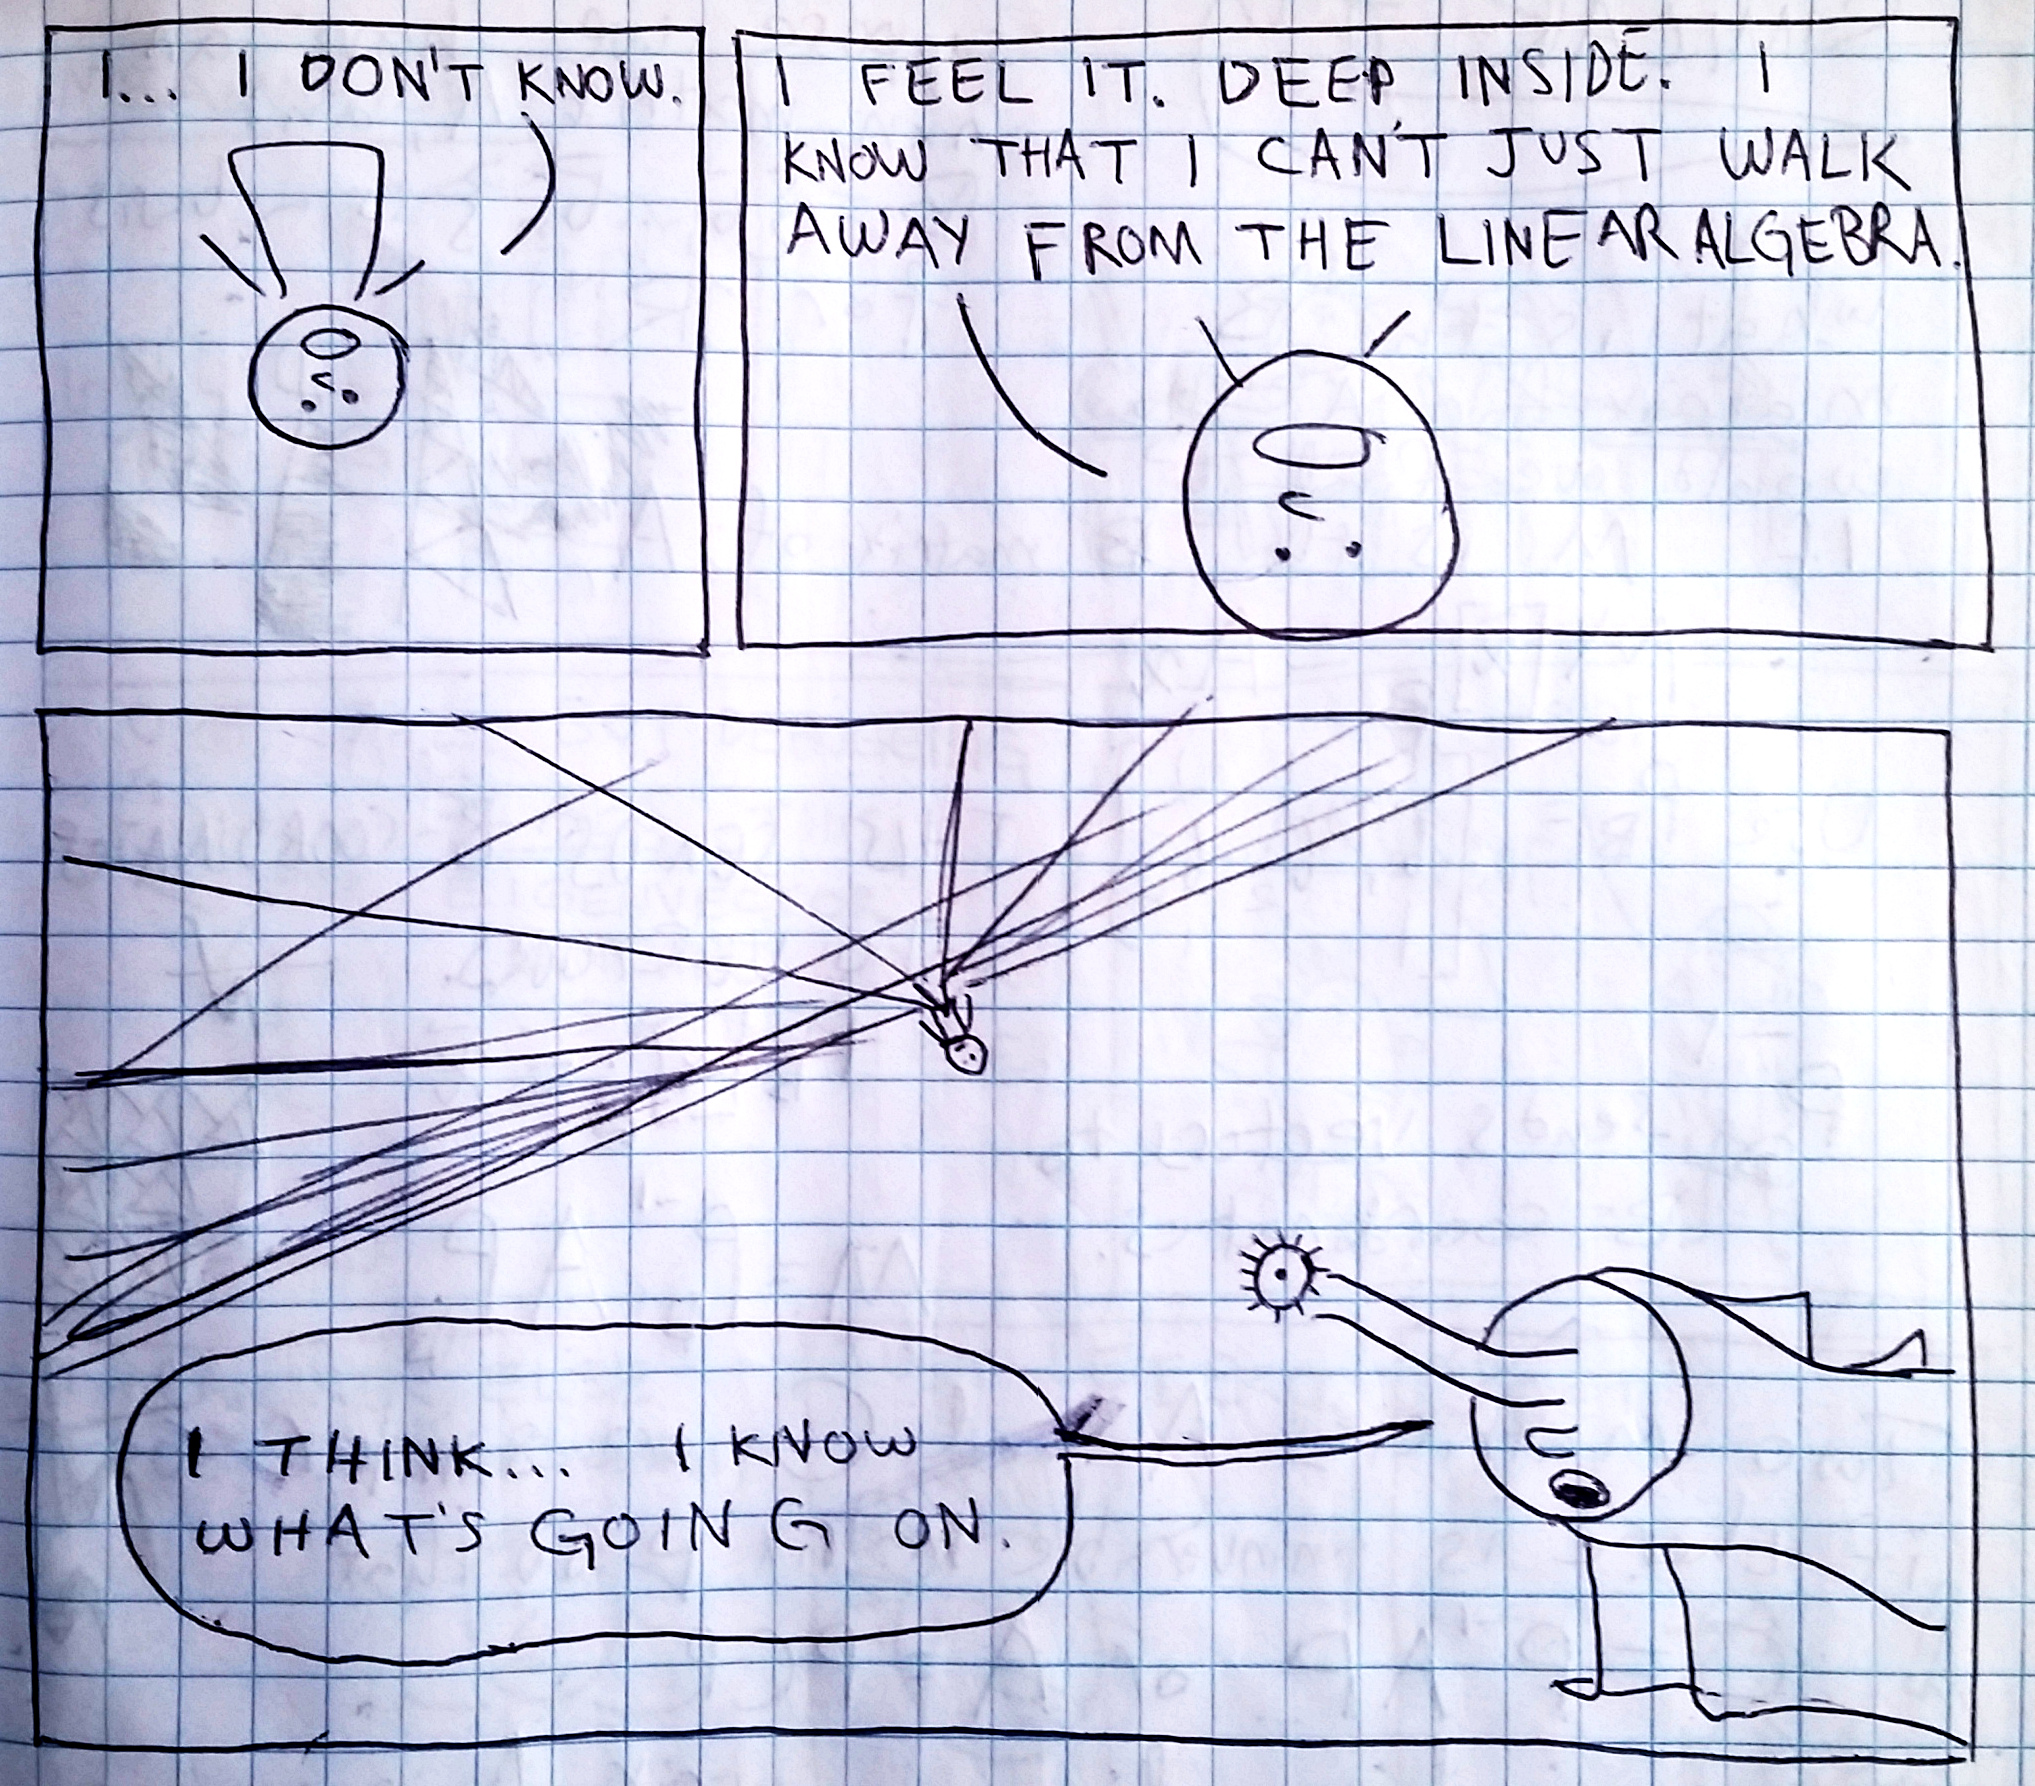 I... I DON'T KNOW.
I FEEL IT. DEEP INSIDE. I
KNOW THAT I CAN'T JUST WALK
AWAY FROM THE LINEAR ALGEBRA.
I THINK... I KNOW
WHAT'S GOING ON.